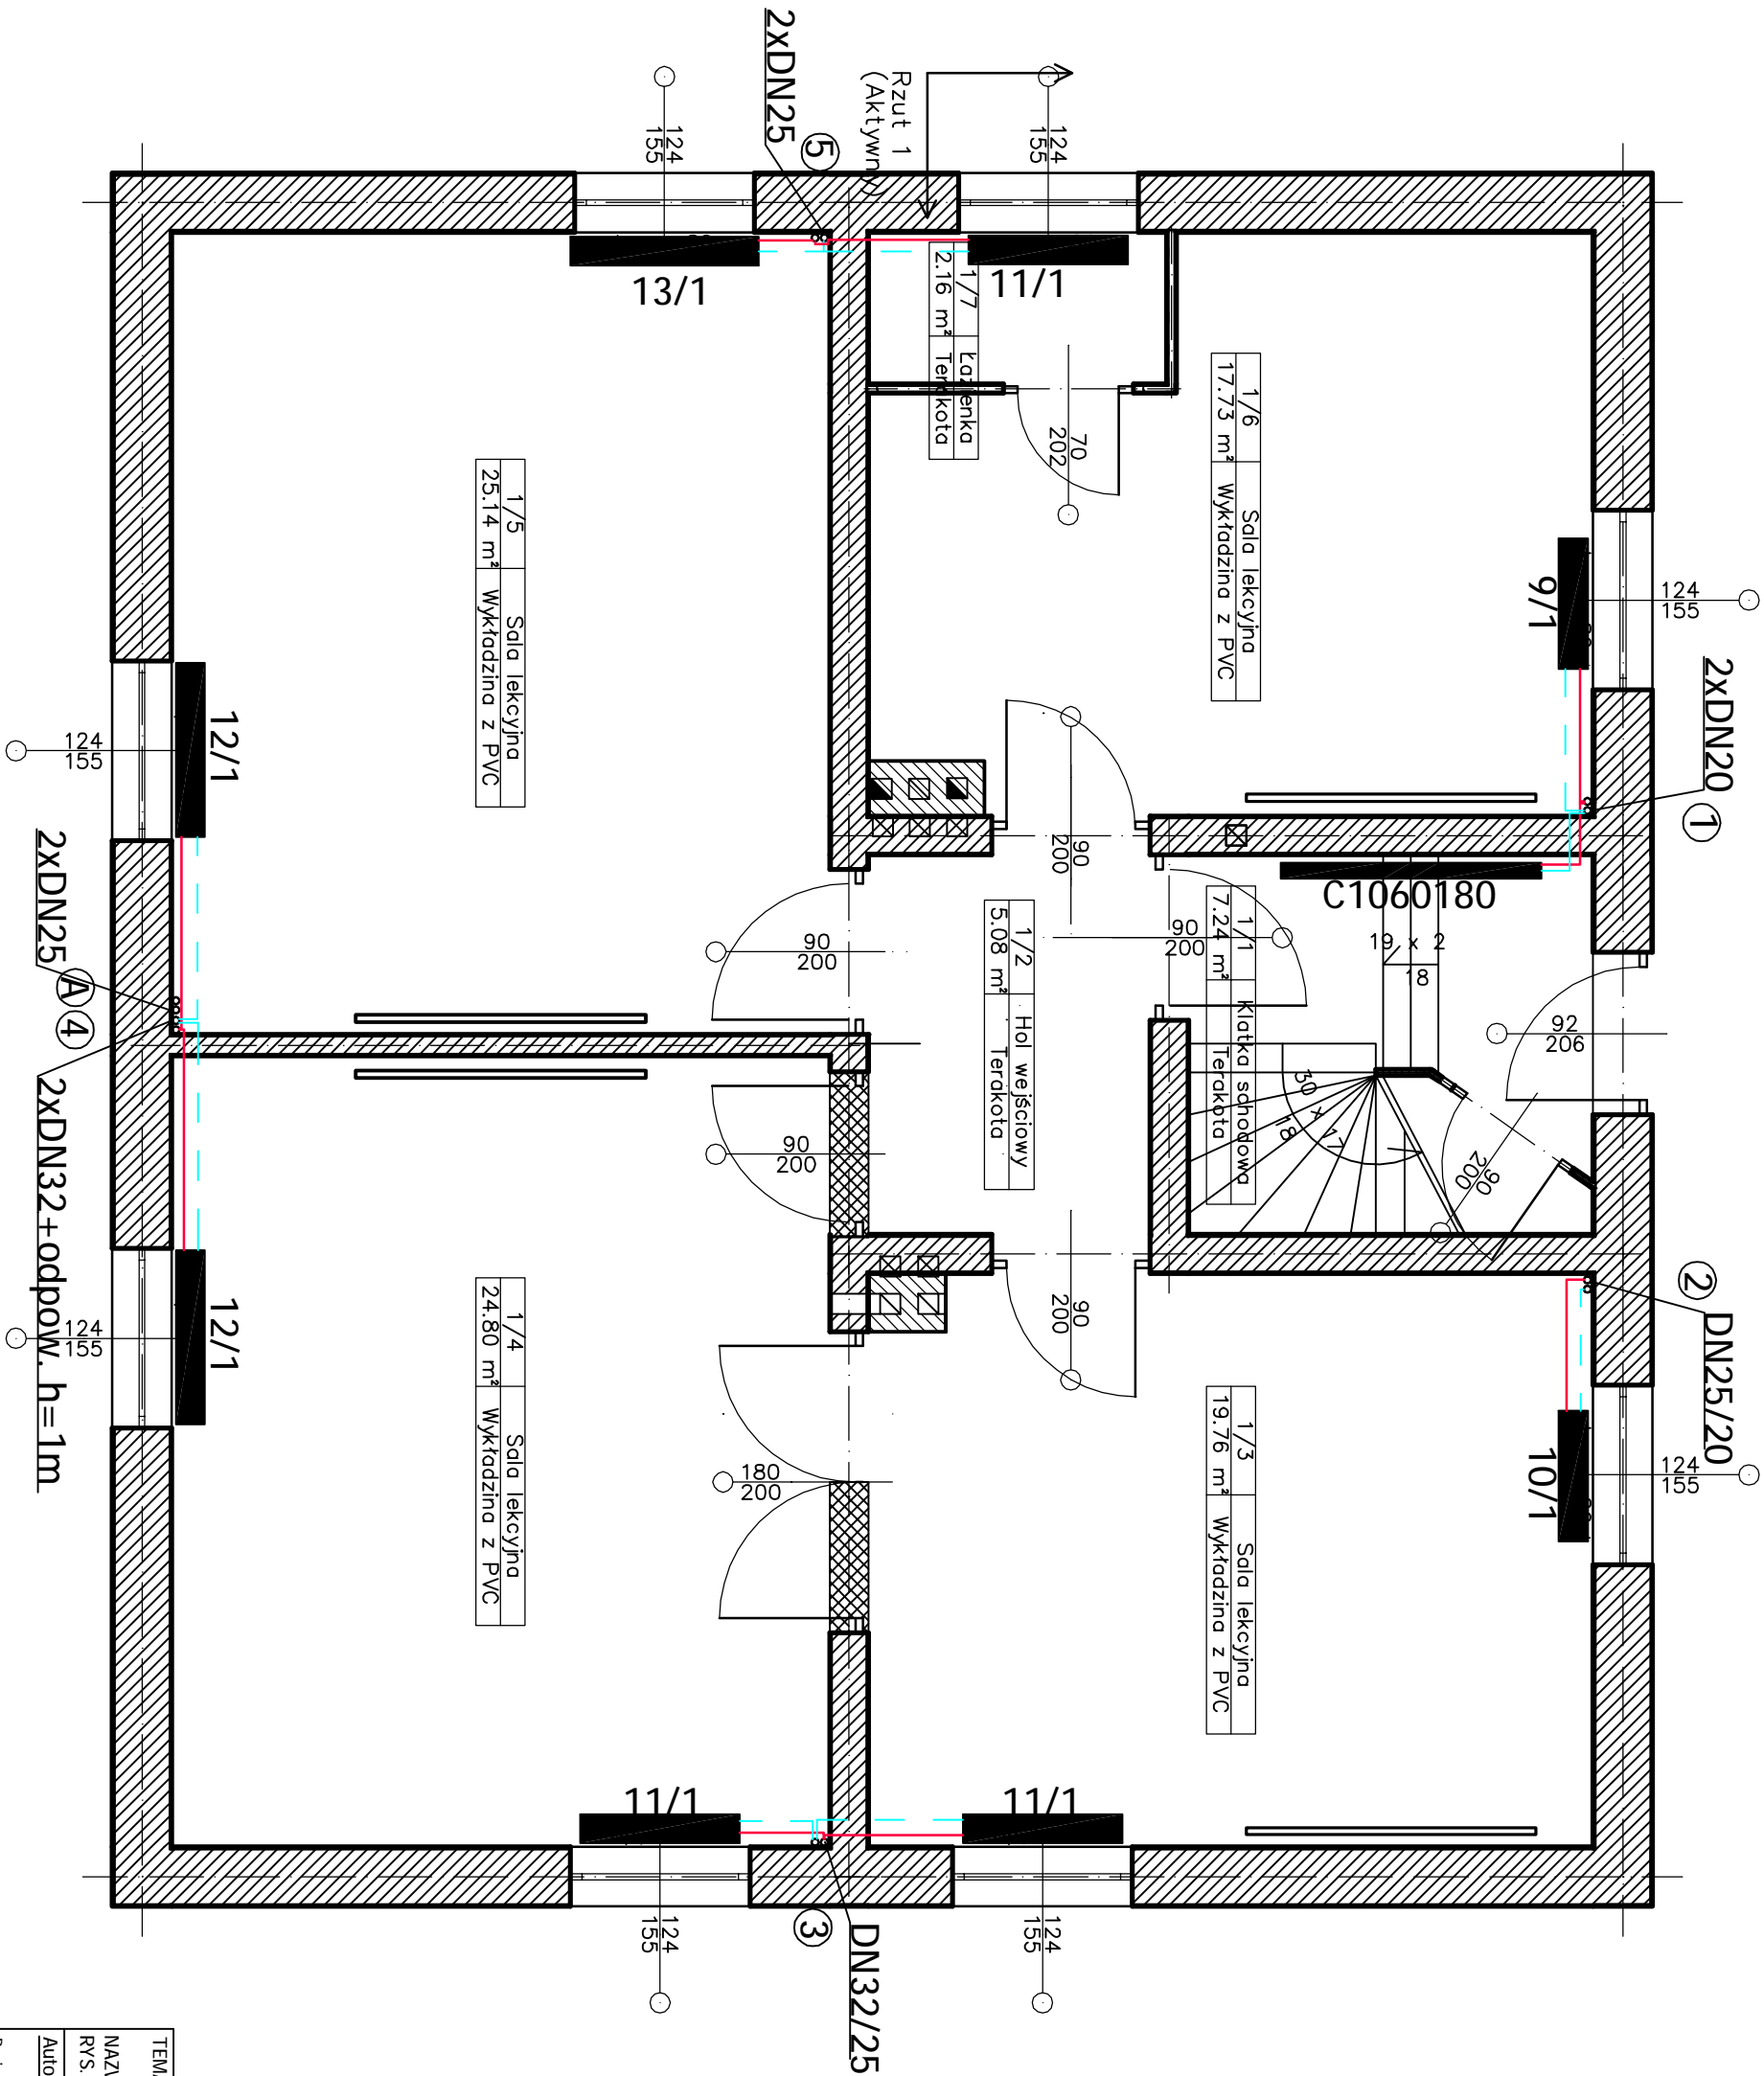 2xDN25
5
Rzut 1
(Aktywny)
124
155
124
155
13/1
11/1
1/7 Łazienka
2.16 m² Terakota
70
202
1/6 Sala lekcyjna
17.73 m² Wykładzina z PVC
9/1
124
155
2xDN20
1
1/5 Sala lekcyjna
25.14 m² Wykładzina z PVC
12/1
124
155
2xDN25
A
4
2xDN32+odpow. h=1m
90
200
90
200
90
200
C1060180
19 x 2
18
1/1 Klatka schodowa
7.24 m² Terakota
1/2 Hol wejściowy
5.08 m² Terakota
30 x 17
18
92
206
90
200
90
200
90
200
2
DN25/20
10/1
124
155
12/1
124
155
1/4 Sala lekcyjna
24.80 m² Wykładzina z PVC
180
200
1/3 Sala lekcyjna
19.76 m² Wykładzina z PVC
11/1
11/1
124
155
124
155
3
DN32/25
TEMA
NAZW
RYS.
Auto